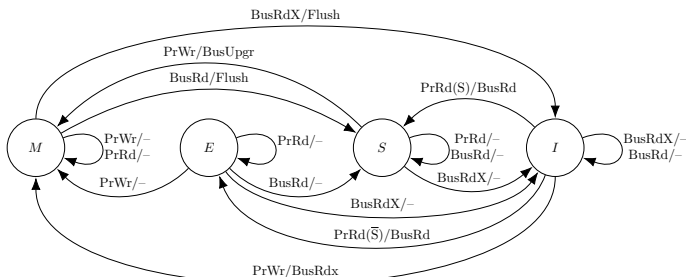 BusRdX/Flush
PrWr/BusUpgr
BusRd/Flush
PrRd(S)/BusRd
M
PrWr/–
PrRd/–
E
PrRd/–
S
PrRd/–
BusRd/–
I
BusRdX/–
BusRd/–
PrWr/–
BusRd/–
BusRdX/–
BusRdX/–
PrRd(S̅)/BusRd
PrWr/BusRdx